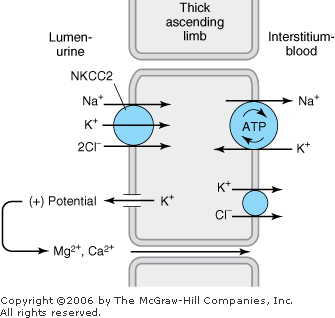 Thick
ascending
limb
Lumen-
urine
Interstitium-
blood
NKCC2
Na⁺
K⁺
2Cl⁻
ATP
Na⁺
K⁺
K⁺
Cl⁻
(+) Potential
K⁺
Mg²⁺, Ca²⁺
Copyright ©2006 by The McGraw-Hill Companies, Inc.
All rights reserved.